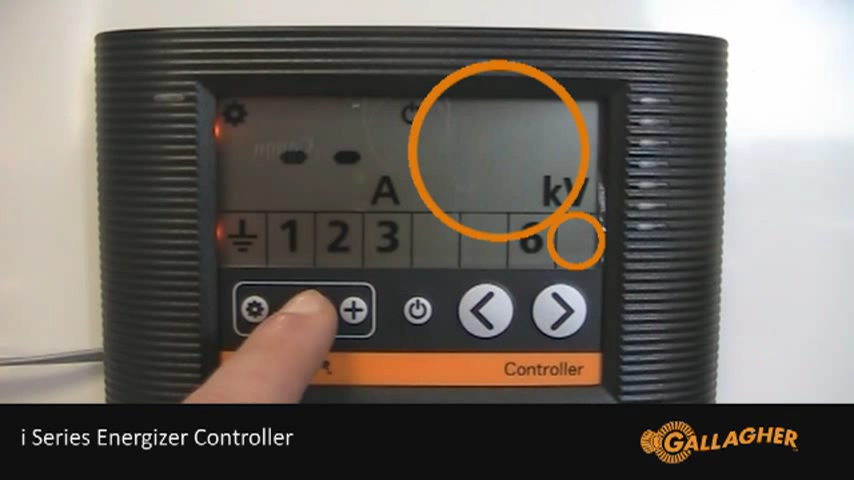 - - A kV
1 2 3 6
Controller
i Series Energizer Controller
GALLAGHER